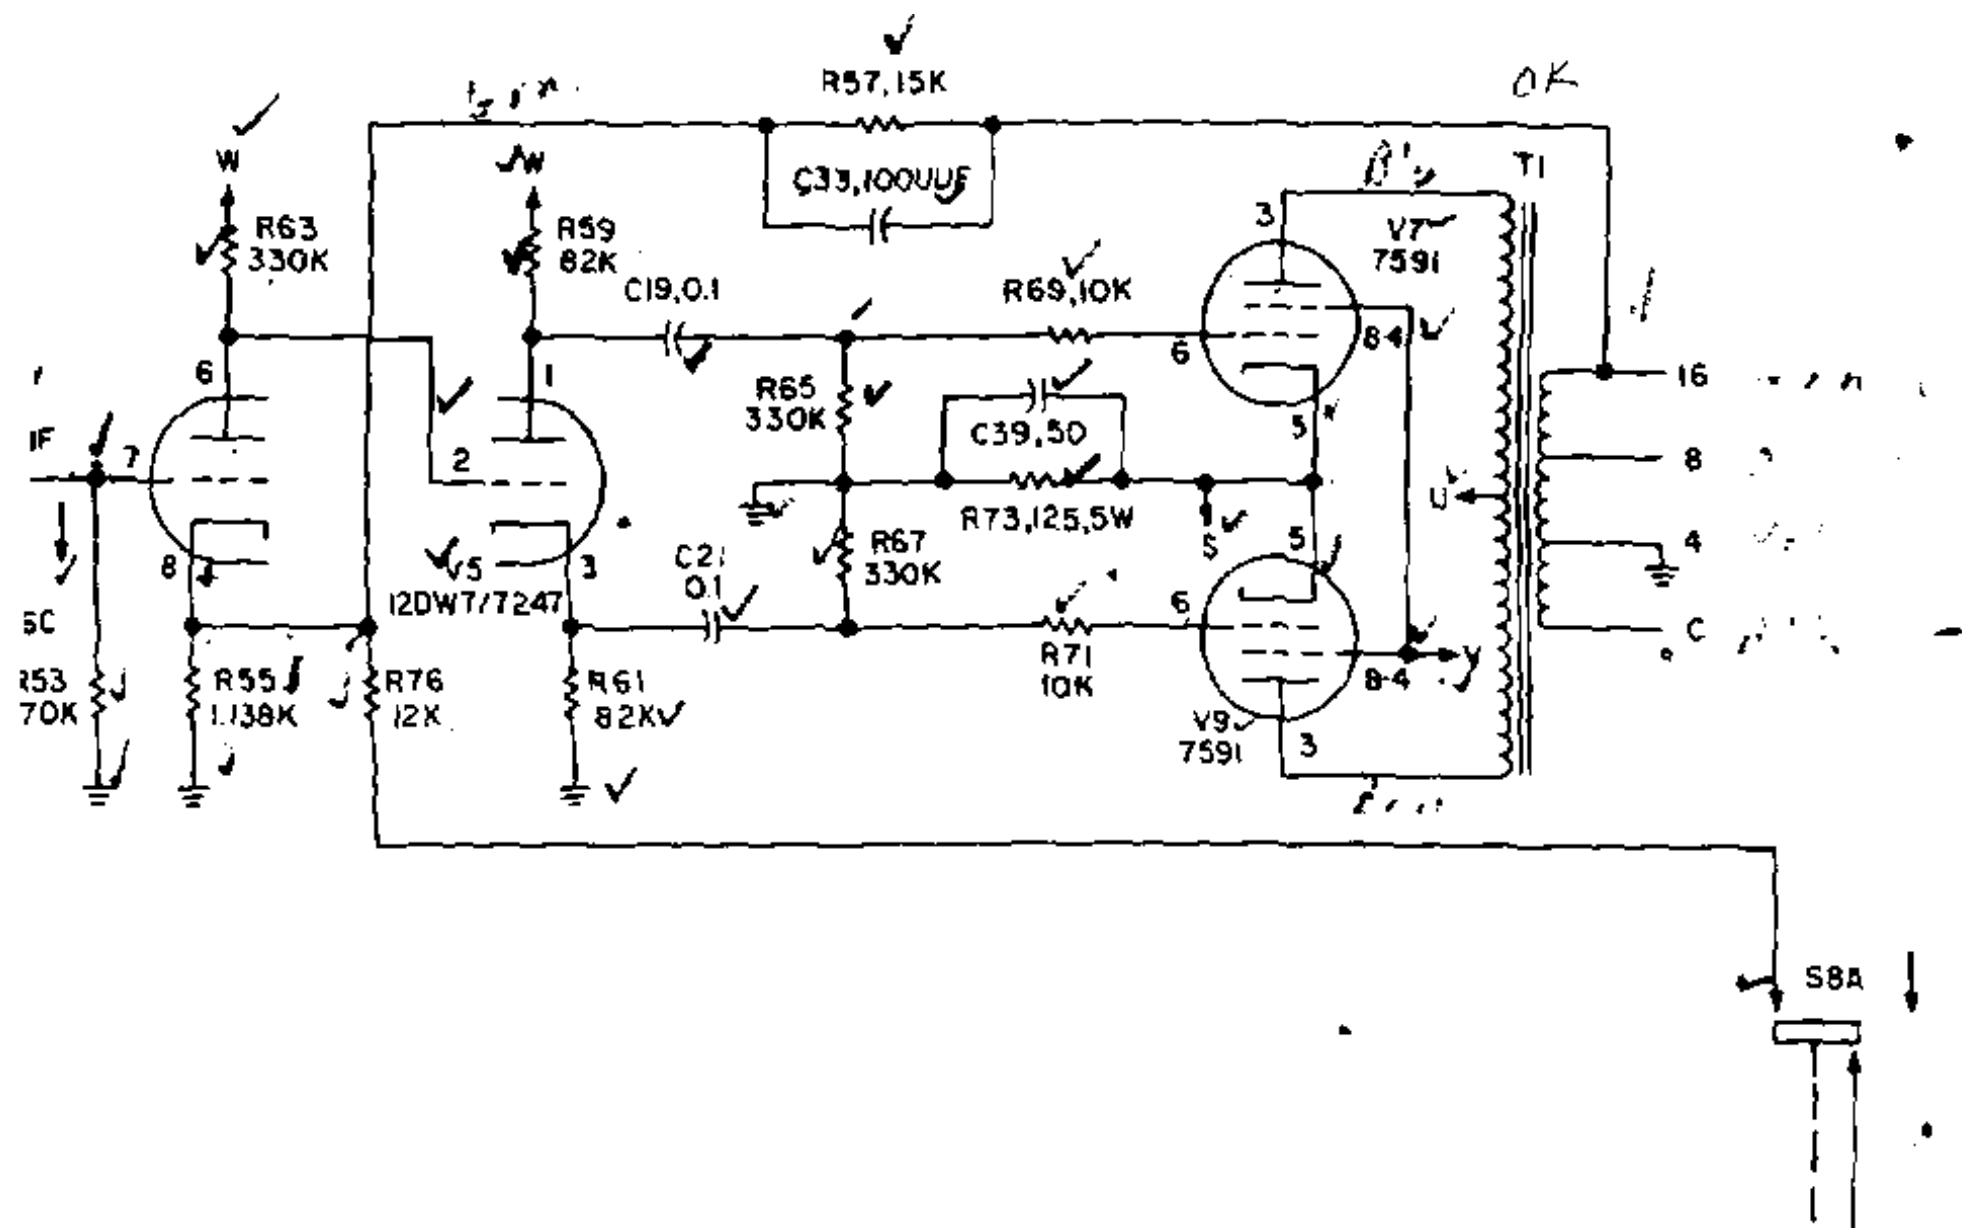 R57,15K
OK
W
W
C33,100UUF
T1
R63
330K
R59
82K
3
V7
7591
C19,0.1
R69,10K
6
8-4
6
1
R65
330K
16
5
C39,50
1F
7
2
8
U
R73,125,5W
S
5
8
V5
3
C21
0.1
R67
330K
4
12DW7/7247
6
C
R53
70K
R55
1.138K
R76
12K
R61
82K
R71
10K
8-4
V
V9
7591
3
S8A